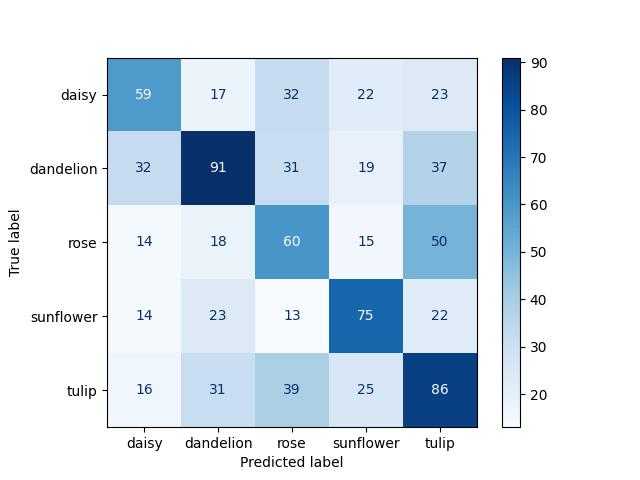 daisy 59 17 32 22 23
dandelion 32 91 31 19 37
rose 14 18 60 15 50
sunflower 14 23 13 75 22
tulip 16 31 39 25 86
daisy dandelion rose sunflower tulip
Predicted label
True label
90
80
70
60
50
40
30
20